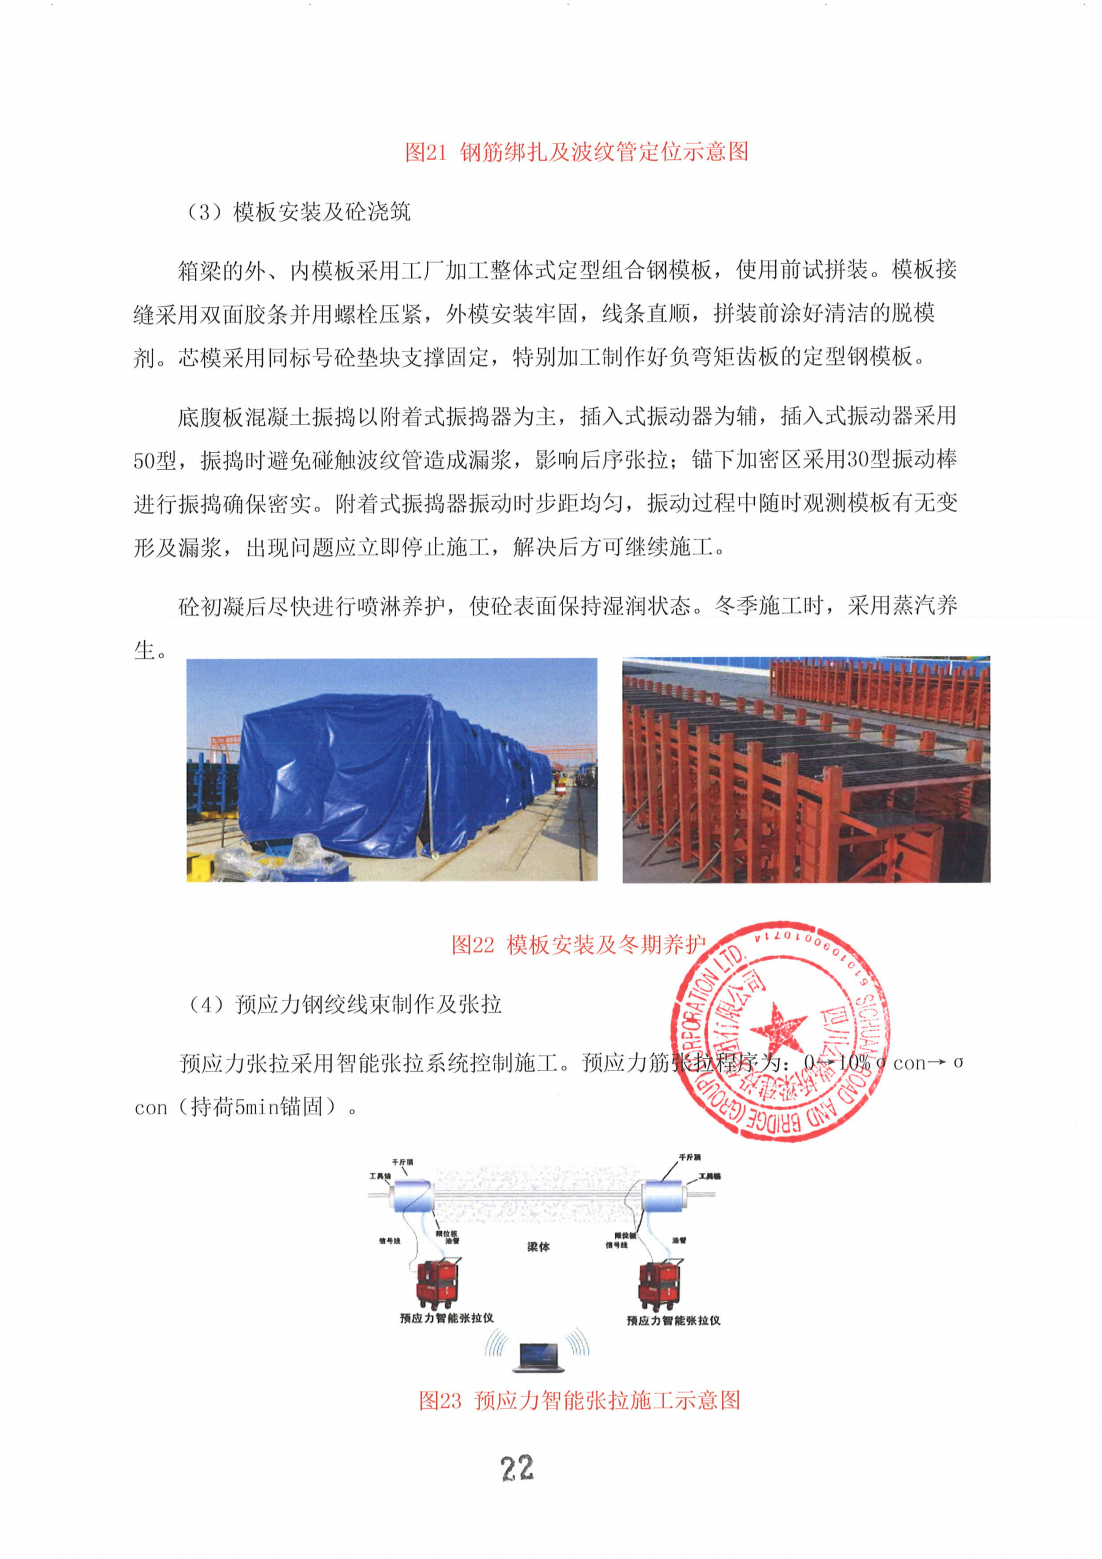 图21 钢筋绑扎及波纹管定位示意图
（3）模板安装及砼浇筑
箱梁的外、内模板采用工厂加工整体式定型组合钢模板，使用前试拼装。模板接
缝采用双面胶条并用螺栓压紧，外模安装牢固，线条直顺，拼装前涂好清洁的脱模
剂。芯模采用同标号砼垫块支撑固定，特别加工制作好负弯矩齿板的定型钢模板。
底腹板混凝土振捣以附着式振捣器为主，插入式振动器为辅，插入式振动器采用
50型，振捣时避免碰触波纹管造成漏浆，影响后序张拉；锚下加密区采用30型振动棒
进行振捣确保密实。附着式振捣器振动时步距均匀，振动过程中随时观测模板有无变
形及漏浆，出现问题应立即停止施工，解决后方可继续施工。
砼初凝后尽快进行喷淋养护，使砼表面保持湿润状态。冬季施工时，采用蒸汽养
生。
图22 模板安装及冬期养护
SICHUAN ROAD AND BRIDGE (GROUP) CORPORATION LTD.
（4）预应力钢绞线束制作及张拉
预应力张拉采用智能张拉系统控制施工。预应力筋张拉程序为：0→10%σcon→σ
con（持荷5min锚固）。
千斤顶 千斤顶
工具锚 工具锚
信号线 限位板 油管 梁体 限位板 信号线 油管
预应力智能张拉仪 预应力智能张拉仪
图23 预应力智能张拉施工示意图
22